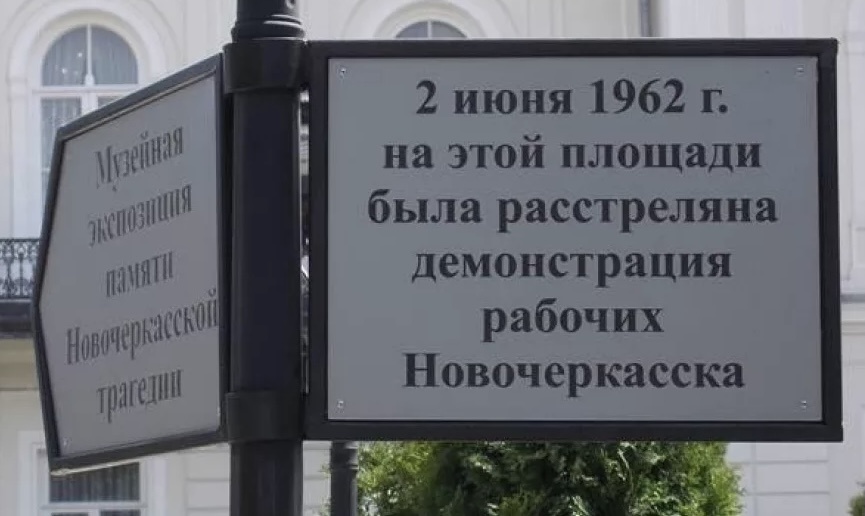 Музейная
экспозиция
памяти
Новочеркасской
трагедии
2 июня 1962 г.
на этой площади
была расстреляна
демонстрация
рабочих
Новочеркасска